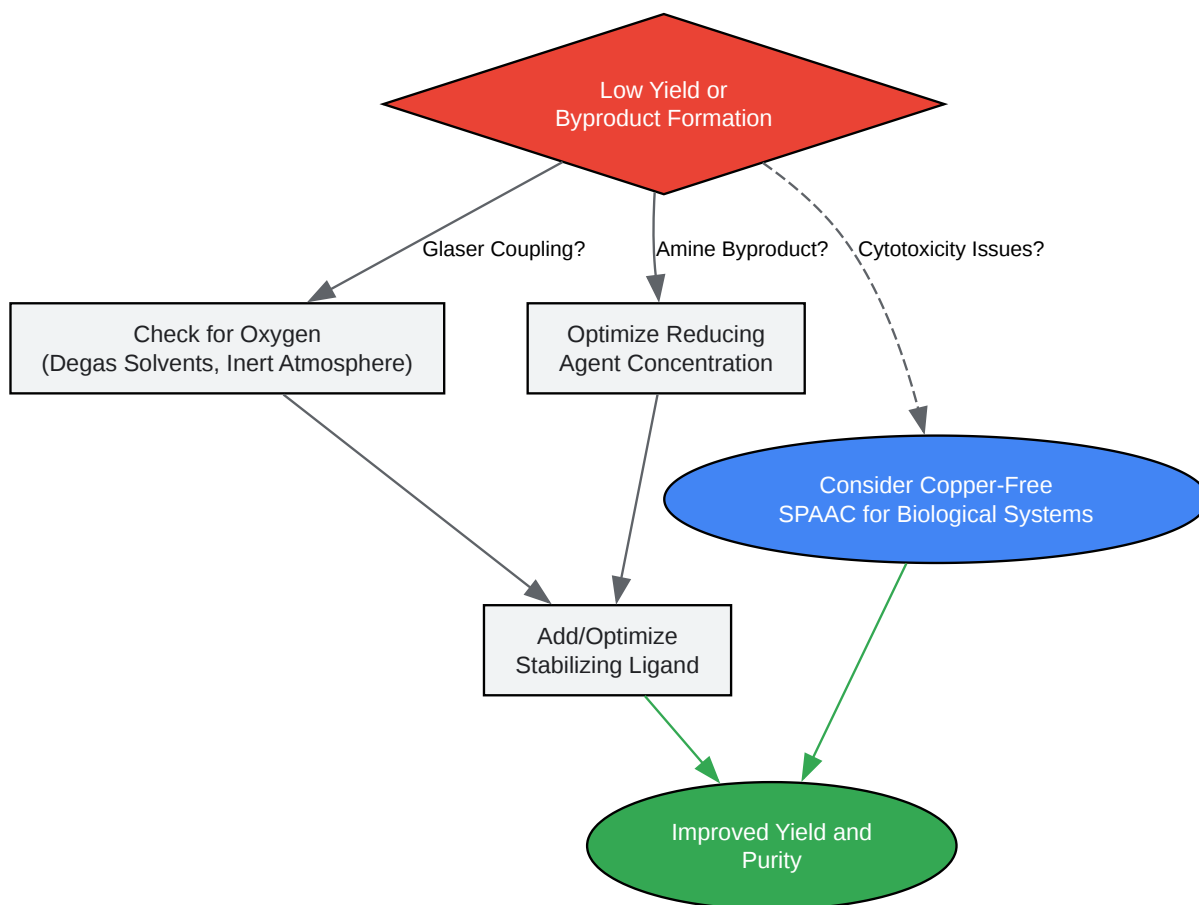 Low Yield or
Byproduct Formation
Glaser Coupling?
Amine Byproduct?
Cytotoxicity Issues?
Check for Oxygen
(Degas Solvents, Inert Atmosphere)
Optimize Reducing
Agent Concentration
Consider Copper-Free
SPAAC for Biological Systems
Add/Optimize
Stabilizing Ligand
Improved Yield and
Purity